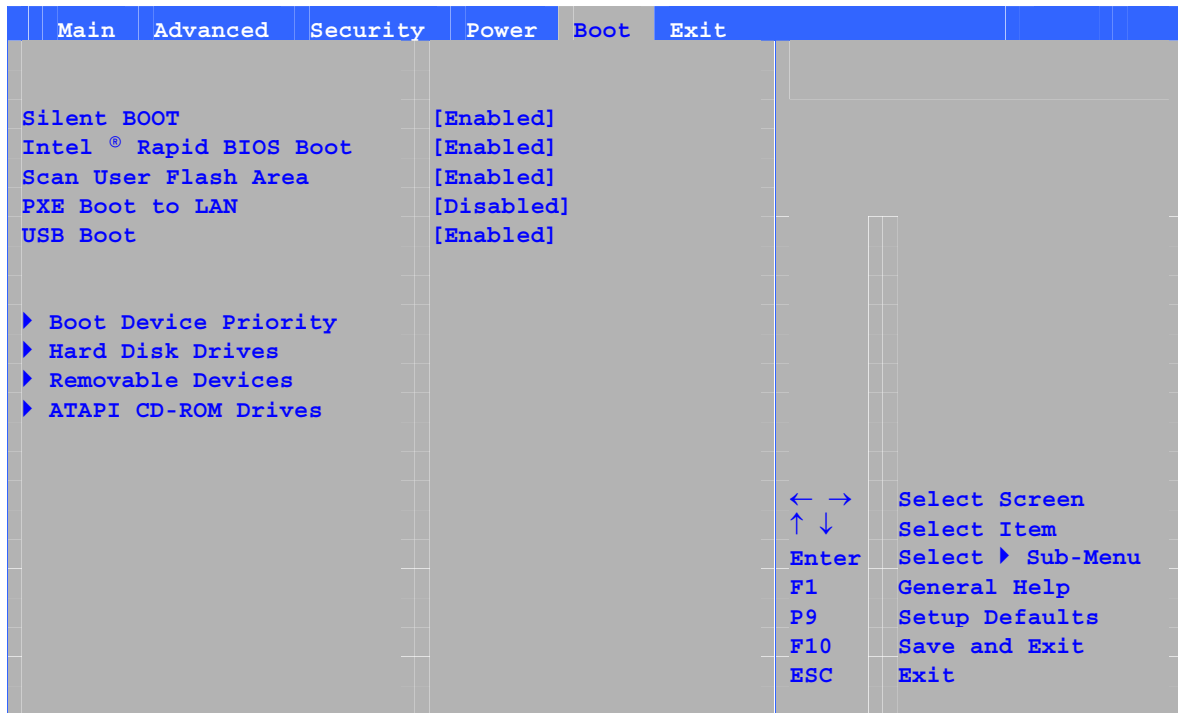 Main Advanced Security Power Boot Exit
Silent BOOT [Enabled]
Intel ® Rapid BIOS Boot [Enabled]
Scan User Flash Area [Enabled]
PXE Boot to LAN [Disabled]
USB Boot [Enabled]
▶ Boot Device Priority
▶ Hard Disk Drives
▶ Removable Devices
▶ ATAPI CD-ROM Drives
← → Select Screen
↑ ↓ Select Item
Enter Select ▶ Sub-Menu
F1 General Help
P9 Setup Defaults
F10 Save and Exit
ESC Exit